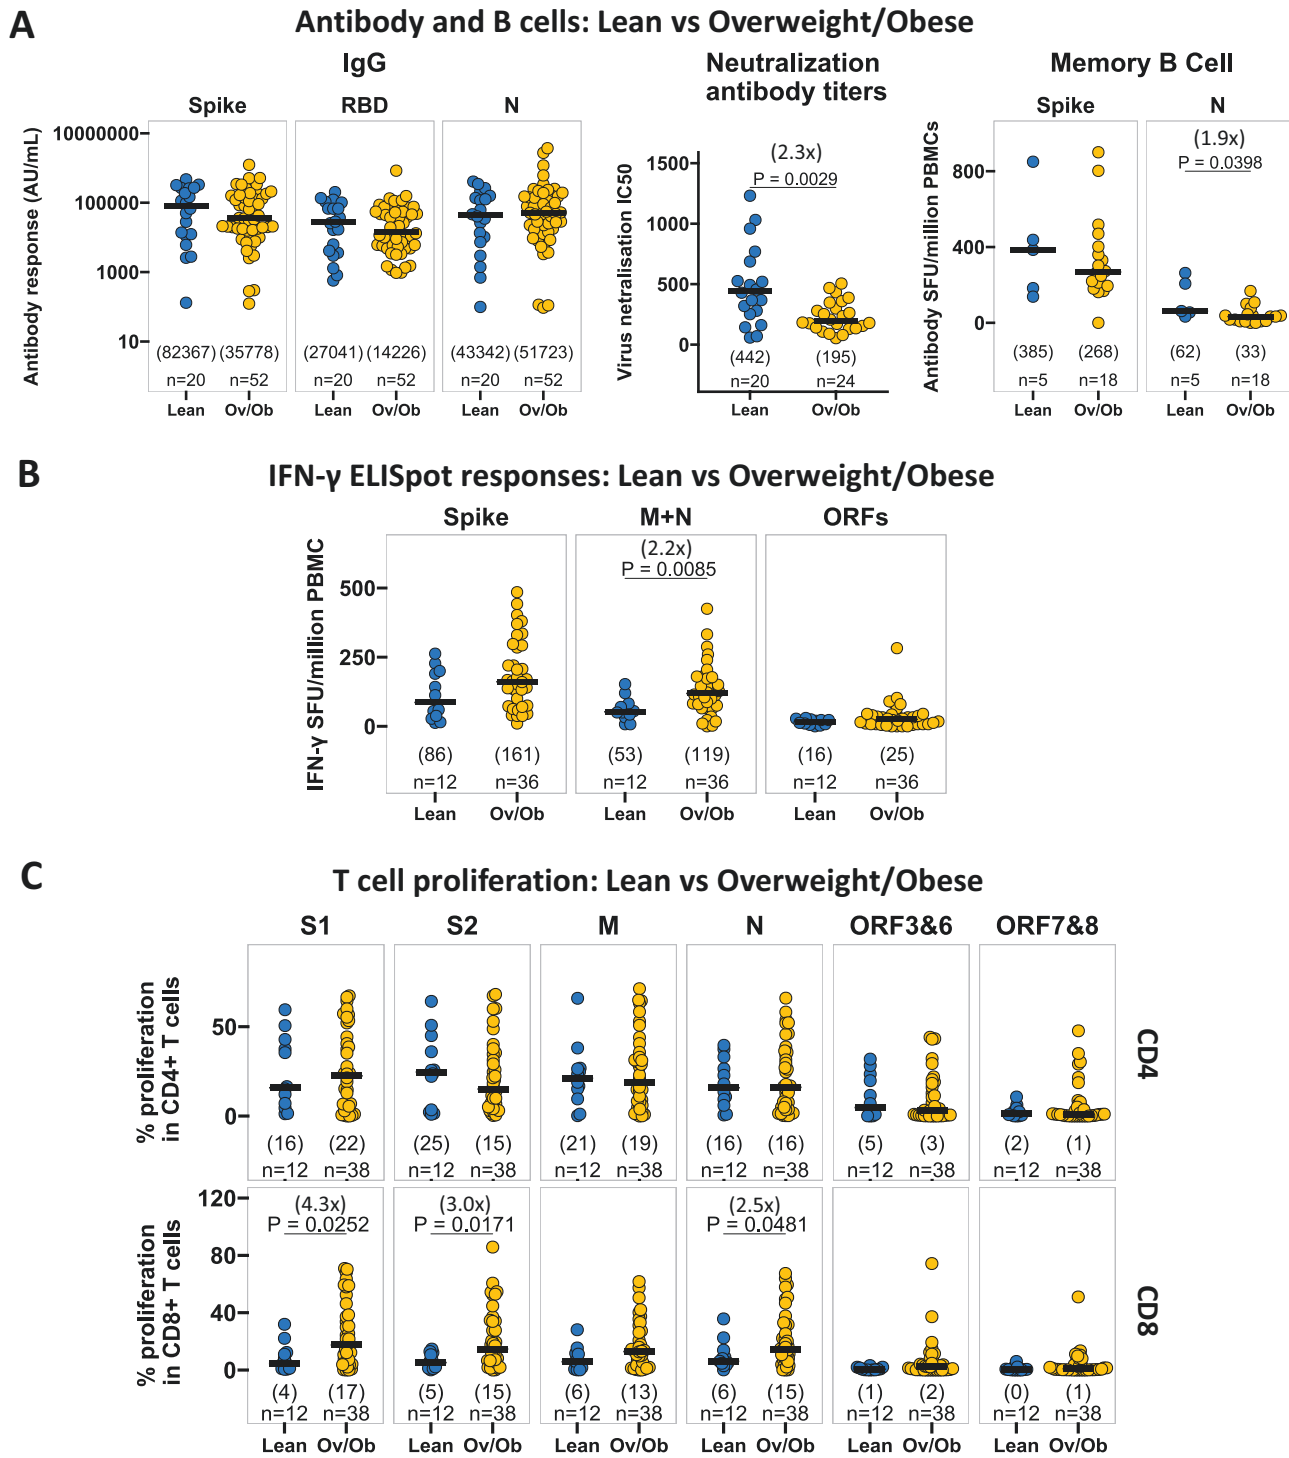 A
Antibody and B cells: Lean vs Overweight/Obese
IgG
Neutralization
antibody titers
Memory B Cell
Spike
RBD
N
Spike
N
Antibody response (AU/mL)
10000000
100000
1000
10
(82367)
(35778)
(27041)
(14226)
(43342)
(51723)
n=20
n=52
n=20
n=52
n=20
n=52
Lean
Ov/Ob
Lean
Ov/Ob
Lean
Ov/Ob
Virus netralisation IC50
1500
1000
500
0
(2.3x)
P = 0.0029
(442)
(195)
n=20
n=24
Lean
Ov/Ob
Antibody SFU/million PBMCs
800
400
0
(1.9x)
P = 0.0398
(385)
(268)
(62)
(33)
n=5
n=18
n=5
n=18
Lean
Ov/Ob
Lean
Ov/Ob
B
IFN-γ ELISpot responses: Lean vs Overweight/Obese
Spike
M+N
ORFs
IFN-γ SFU/million PBMC
500
250
0
(2.2x)
P = 0.0085
(86)
(161)
(53)
(119)
(16)
(25)
n=12
n=36
n=12
n=36
n=12
n=36
Lean
Ov/Ob
Lean
Ov/Ob
Lean
Ov/Ob
C
T cell proliferation: Lean vs Overweight/Obese
S1
S2
M
N
ORF3&6
ORF7&8
% proliferation
in CD4+ T cells
50
0
(16)
(22)
(25)
(15)
(21)
(19)
(16)
(16)
(5)
(3)
(2)
(1)
n=12
n=38
n=12
n=38
n=12
n=38
n=12
n=38
n=12
n=38
n=12
n=38
CD4
% proliferation
in CD8+ T cells
120
80
40
0
(4.3x)
P = 0.0252
(3.0x)
P = 0.0171
(2.5x)
P = 0.0481
(4)
(17)
(5)
(15)
(6)
(13)
(6)
(15)
(1)
(2)
(0)
(1)
n=12
n=38
n=12
n=38
n=12
n=38
n=12
n=38
n=12
n=38
n=12
n=38
CD8
Lean
Ov/Ob
Lean
Ov/Ob
Lean
Ov/Ob
Lean
Ov/Ob
Lean
Ov/Ob
Lean
Ov/Ob